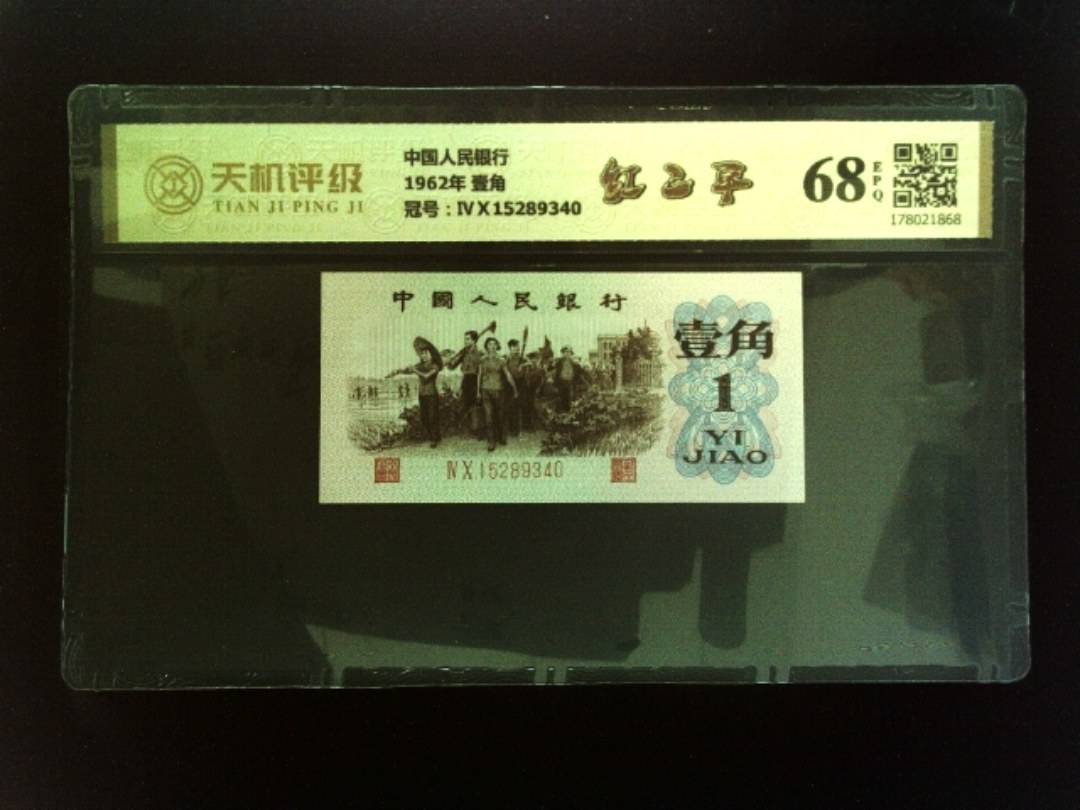 天机评级
TIAN JI PING JI
中国人民银行
1962年 壹角
冠号：ⅣⅩ15289340
红二平
68
EPQ
178021868
中國人民銀行
壹角
1
YI
JIAO
ⅣⅩ15289340